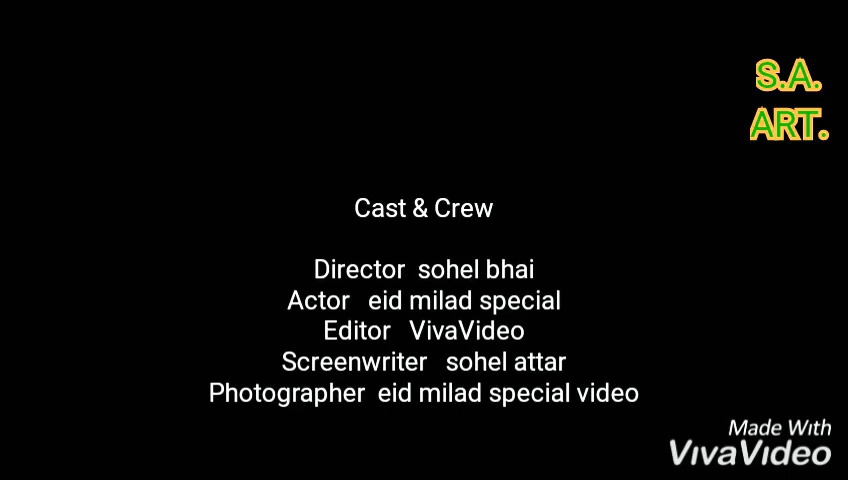 S.A.
ART.
Cast & Crew
Director sohel bhai
Actor eid milad special
Editor VivaVideo
Screenwriter sohel attar
Photographer eid milad special video
Made With
VivaVideo